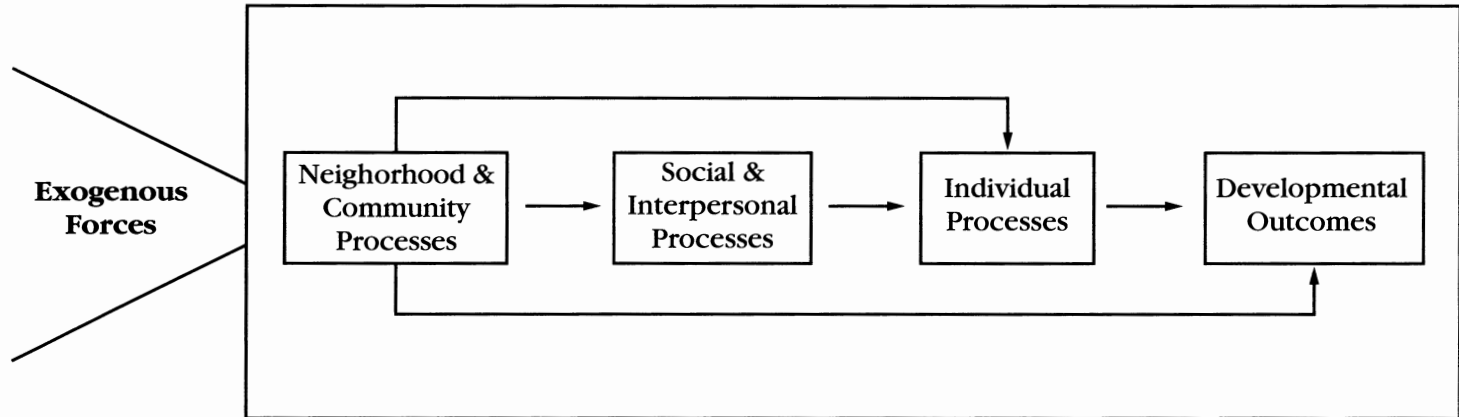 Exogenous
Forces
Neighorhood &
Community
Processes
Social &
Interpersonal
Processes
Individual
Processes
Developmental
Outcomes